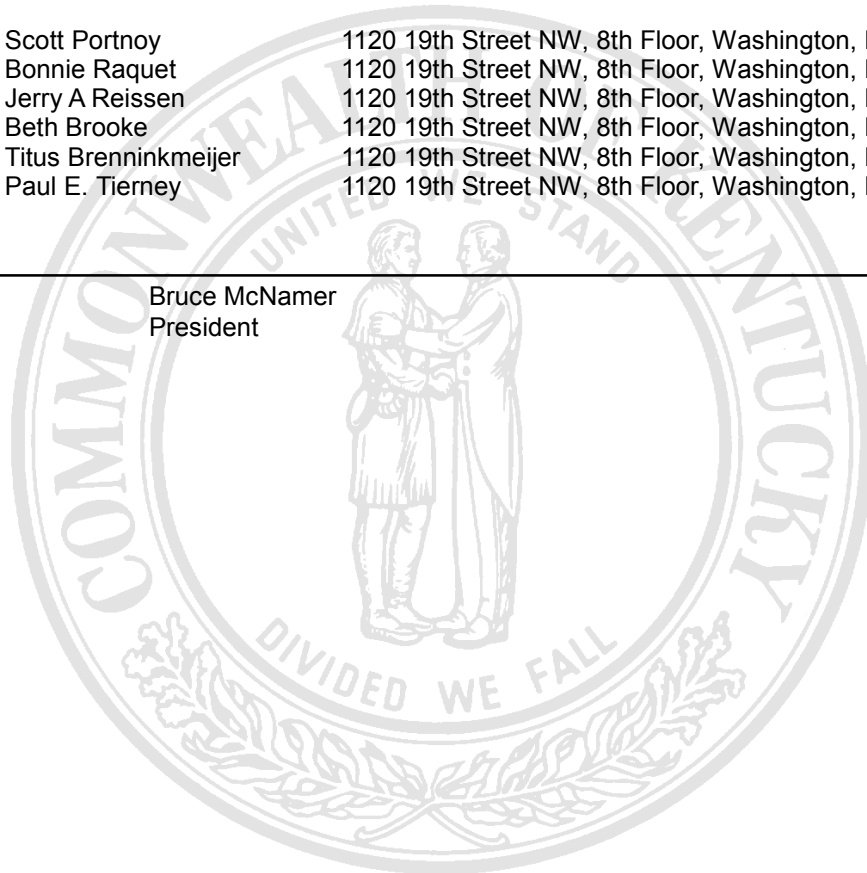 Scott Portnoy 1120 19th Street NW, 8th Floor, Washington,
Bonnie Raquet 1120 19th Street NW, 8th Floor, Washington,
Jerry A Reissen 1120 19th Street NW, 8th Floor, Washington,
Beth Brooke 1120 19th Street NW, 8th Floor, Washington,
Titus Brenninkmeijer 1120 19th Street NW, 8th Floor, Washington,
Paul E. Tierney 1120 19th Street NW, 8th Floor, Washington,
Bruce McNamer
President
COMMONWEALTH OF KENTUCKY
UNITED WE STAND
DIVIDED WE FALL